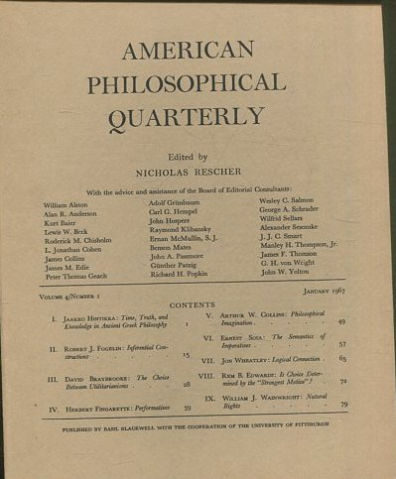 AMERICAN
PHILOSOPHICAL
QUARTERLY
Edited by
NICHOLAS RESCHER
With the advice and assistance of the Board of Editorial Consultants:
William Alston
Alan R. Anderson
Kurt Baier
Lewis W. Beck
Roderick M. Chisholm
L. Jonathan Cohen
James Collins
James M. Edie
Peter Thomas Geach
Adolf Grünbaum
Carl G. Hempel
John Hospers
Raymond Klibansky
Ernan McMullin, S. J.
Benson Mates
John A. Passmore
Günther Patzig
Richard H. Popkin
Wesley C. Salmon
George A. Schrader
Wilfrid Sellars
Alexander Sesonske
J. J. C. Smart
Manley H. Thompson, Jr.
James F. Thomson
G. H. von Wright
John W. Yolton
VOLUME 4/NUMBER 1
JANUARY 1967
CONTENTS
I. JAAKKO HINTIKKA: Time, Truth, and
Knowledge in Ancient Greek Philosophy 1
II. ROBERT J. FOGELIN: Inferential Con-
structions 15
III. DAVID BRAYBROOKE: The Choice
Between Utilitarianisms 28
IV. HERBERT FINGARETTE: Performatives 39
V. ARTHUR W. COLLINS: Philosophical
Imagination 49
VI. ERNEST SOSA: The Semantics of
Imperatives 57
VII. JON WHEATLEY: Logical Connection 65
VIII. REM B. EDWARDS: Is Choice Deter-
mined by the "Strongest Motive"? 72
IX. WILLIAM J. WAINWRIGHT: Natural
Rights 79
PUBLISHED BY BASIL BLACKWELL WITH THE COOPERATION OF THE UNIVERSITY OF PITTSBURGH